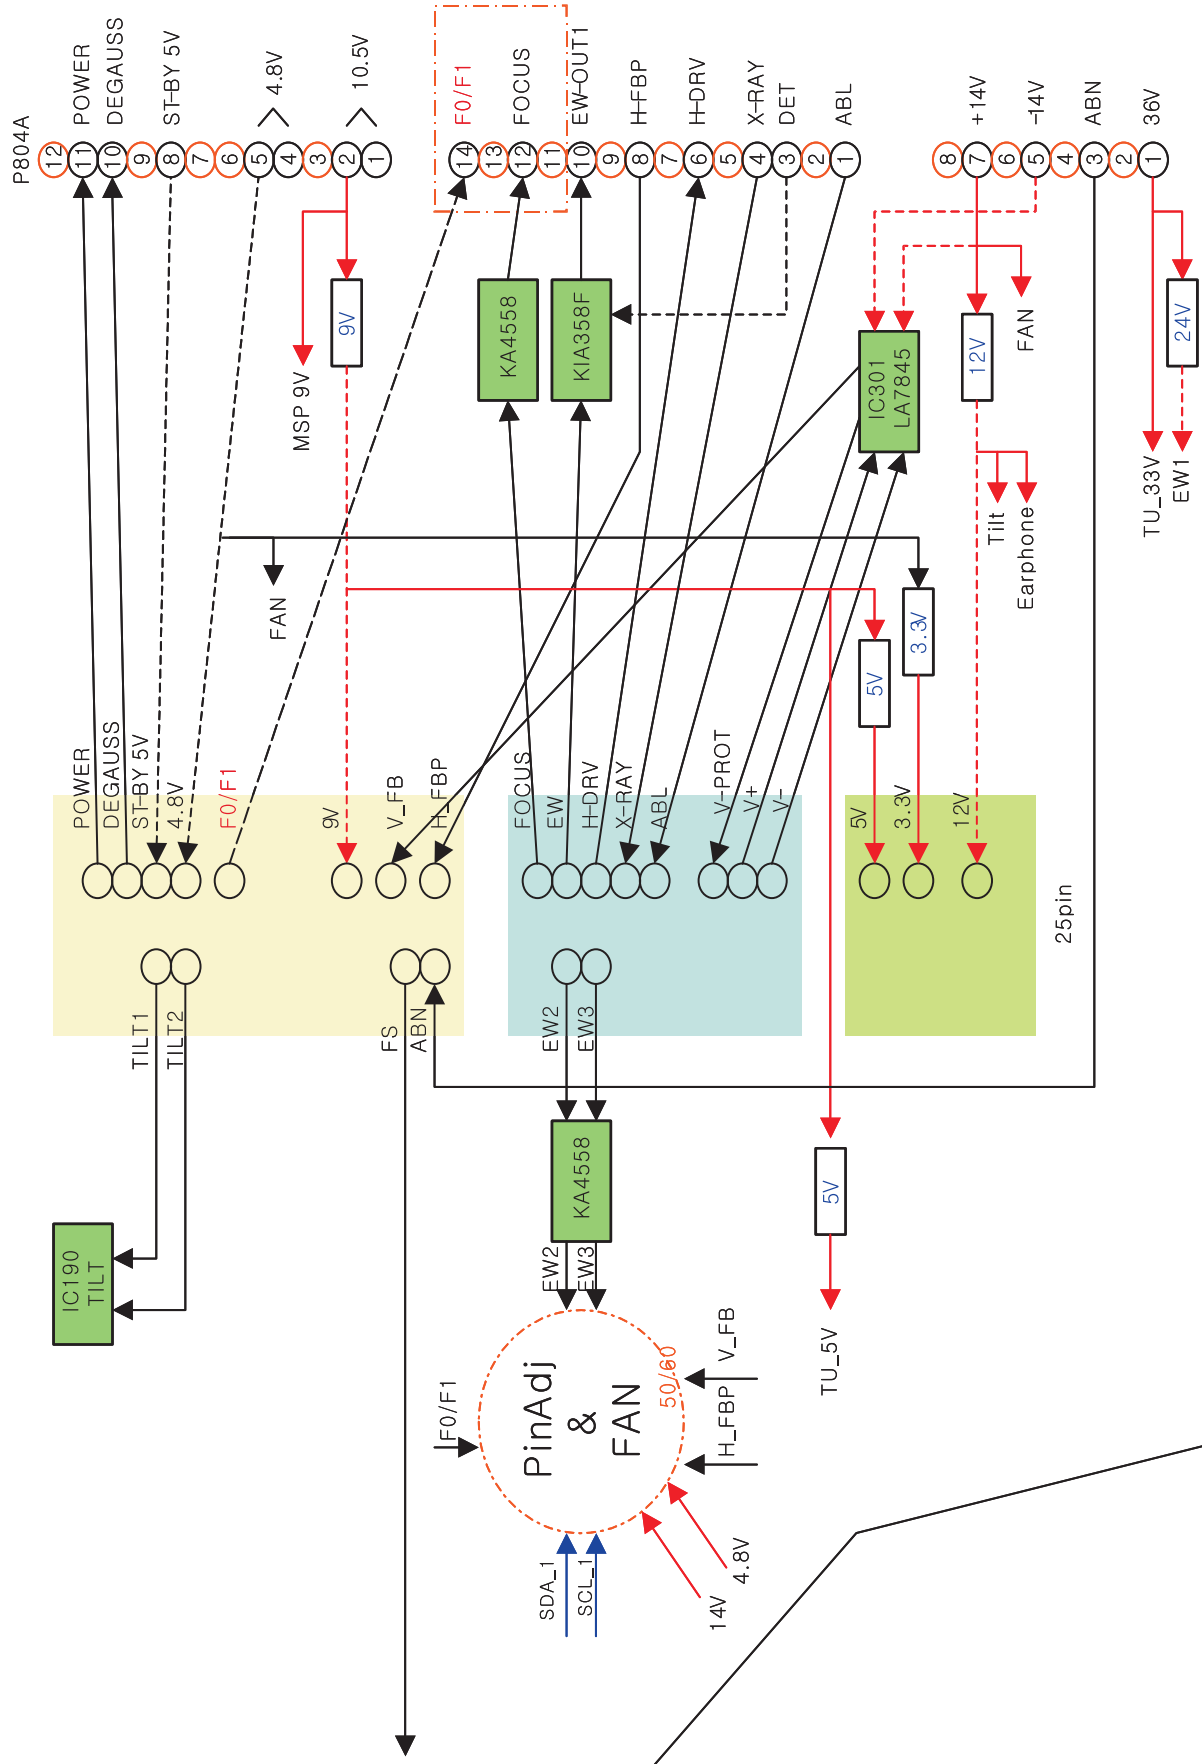 P804A
12
11
10
9
8
7
6
5
4
3
2
1
POWER
DEGAUSS
ST-BY 5V
4.8V
10.5V
14
13
12
11
10
9
8
7
6
5
4
3
2
1
F0/F1
FOCUS
EW-OUT1
H-FBP
H-DRV
X-RAY
DET
ABL
8
7
6
5
4
3
2
1
+14V
-14V
ABN
36V
MSP 9V
9V
KA4558
KIA358F
IC301
LA7845
12V
FAN
24V
TU_33V
EW1
Tilt
Earphone
FAN
3.3V
5V
POWER
DEGAUSS
ST-BY 5V
4.8V
F0/F1
9V
V_FB
H_FBP
FOCUS
EW
H-DRV
X-RAY
ABL
V-PROT
V+
V-
5V
3.3V
12V
25pin
TILT1
TILT2
FS
ABN
EW2
EW3
KA4558
EW2
EW3
5V
TU_5V
IC190
TILT
F0/F1
PinAdj
&
FAN
50/60
V_FB
H_FBP
SDA_1
SCL_1
14V
4.8V